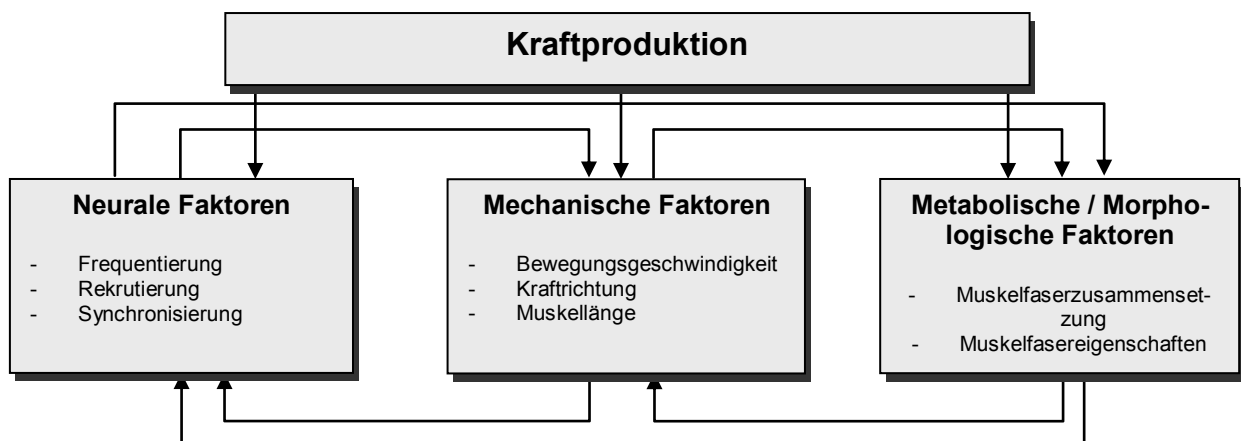 Kraftproduktion
Neurale Faktoren
- Frequentierung
- Rekrutierung
- Synchronisierung
Mechanische Faktoren
- Bewegungsgeschwindigkeit
- Kraftrichtung
- Muskellänge
Metabolische / Morpho-
logische Faktoren
- Muskelfaserzusammenset-
zung
- Muskelfasereigenschaften